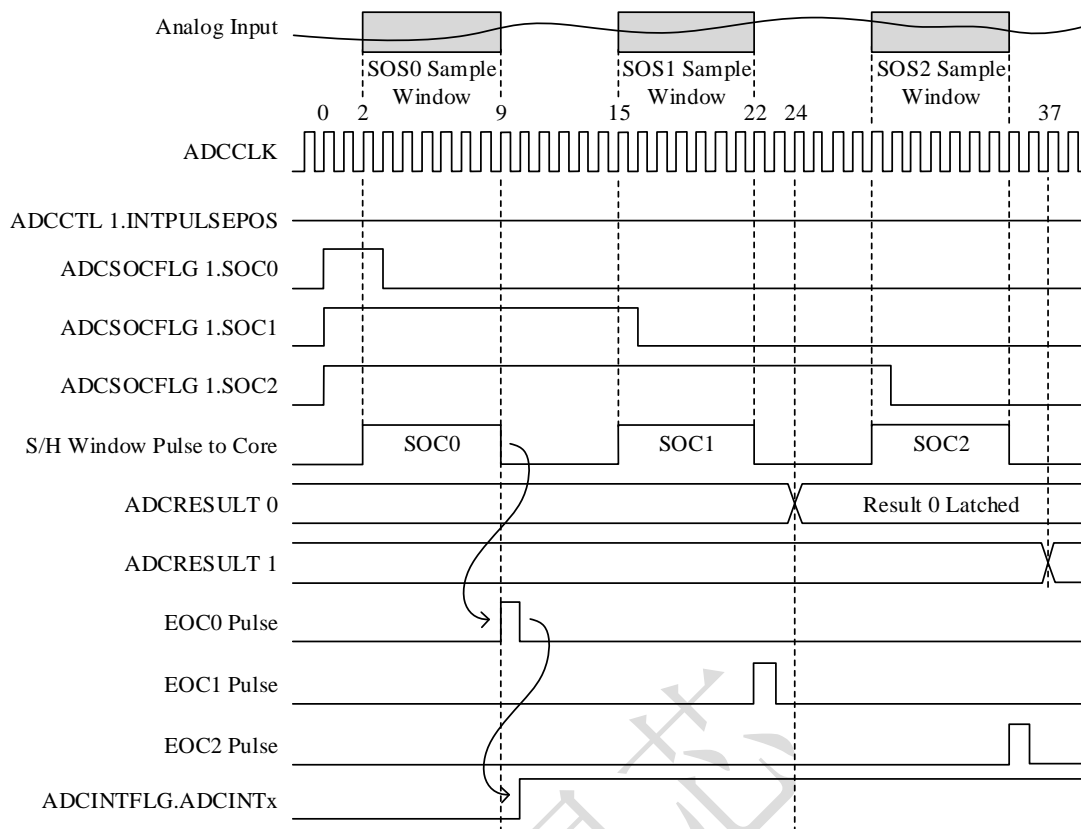 Analog Input
SOS0 Sample Window
SOS1 Sample Window
SOS2 Sample Window
0 2 9 15 22 24 37
ADCCLK
ADCCTL 1.INTPULSEPOS
ADCSOCFLG 1.SOC0
ADCSOCFLG 1.SOC1
ADCSOCFLG 1.SOC2
S/H Window Pulse to Core
SOC0 SOC1 SOC2
ADCRESULT 0
Result 0 Latched
ADCRESULT 1
EOC0 Pulse
EOC1 Pulse
EOC2 Pulse
ADCINTFLG.ADCINTx
芯